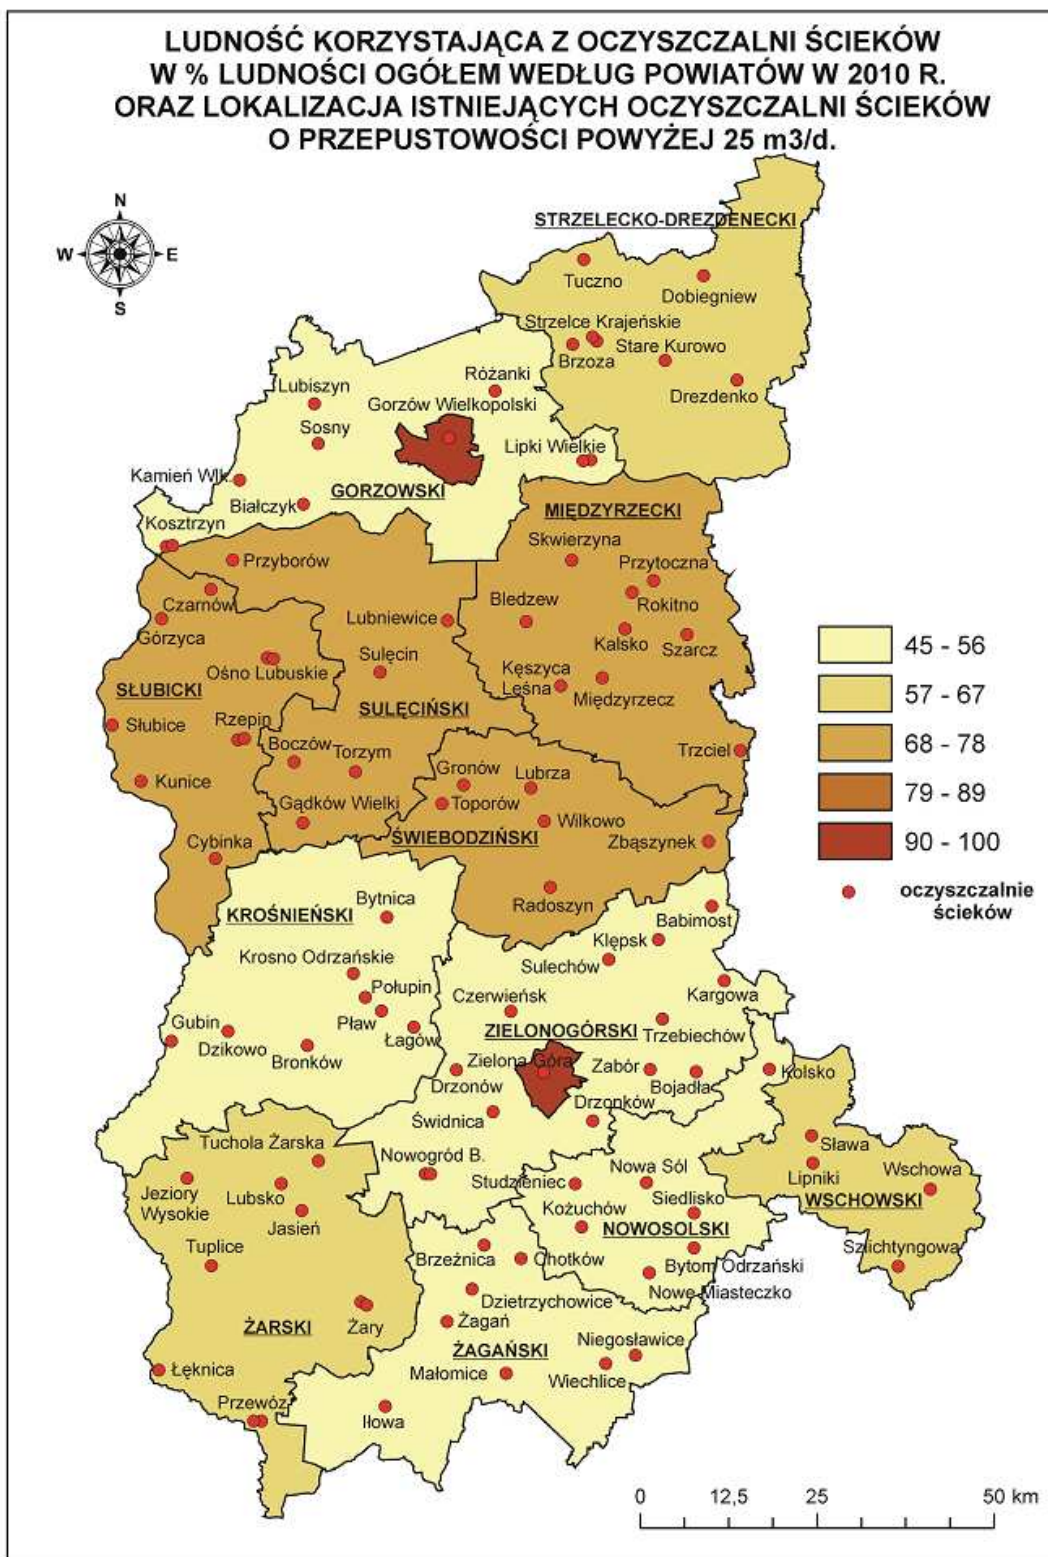 LUDNOŚĆ KORZYSTAJĄCA Z OCZYSZCZALNI ŚCIEKÓW
W % LUDNOŚCI OGÓŁEM WEDŁUG POWIATÓW W 2010 R.
ORAZ LOKALIZACJA ISTNIEJĄCYCH OCZYSZCZALNI ŚCIEKÓW
O PRZEPUSTOWOŚCI POWYŻEJ 25 m3/d.
N
W E
S
STRZELECKO-DREZDENECKI
Tuczno
Dobiegniew
Strzelce Krajeńskie
Brzoza
Stare Kurowo
Drezdenko
Różanki
Lubiszyn
Gorzów Wielkopolski
Sosny
Lipki Wielkie
Kamień Wlk.
GORZOWSKI
Białczyk
Kosztrzyn
MIĘDZYRZECKI
Skwierzyna
Przyborów
Przytoczna
Czarnów
Rokitno
Bledzew
Lubniewice
Górzyca
Kalsko
Szarcz
Sulęcin
Ośno Lubuskie
Kęszyca
Leśna
SŁUBICKI
Międzyrzecz
SULĘCIŃSKI
Słubice
Rzepin
Boczów
Torzym
Trzciel
Gronów
Lubrza
Kunice
Gądków Wielki
Toporów
Wilkowo
ŚWIEBODZIŃSKI
Zbąszynek
Cybinka
45 - 56
57 - 67
68 - 78
79 - 89
90 - 100
oczyszczalnie
ścieków
Radoszyn
Bytnica
KROŚNIEŃSKI
Babimost
Klępsk
Krosno Odrzańskie
Sulechów
Połupin
Kargowa
Czerwieńsk
Pław
Gubin
ZIELONOGÓRSKI
Trzebiechów
Łagów
Dzikowo
Bronków
Zielona Góra
Zabór
Kolsko
Drzonów
Bojadła
Drzonków
Świdnica
Tuchola Żarska
Sława
Nowogród B.
Nowa Sól
Lipniki
Wschowa
Jeziory
Wysokie
Lubsko
Studzieniec
Siedlisko
WSCHOWSKI
Jasień
Kożuchów
NOWOSOLSKI
Tuplice
Brzeźnica
Chotków
Szlichtyngowa
Bytom Odrzański
Dzietrzychowice
Nowe Miasteczko
ŻARSKI
Żary
Żagań
Niegosławice
ŻAGAŃSKI
Łęknica
Małomice
Wiechlice
Przewóz
Iłowa
0 12,5 25 50 km